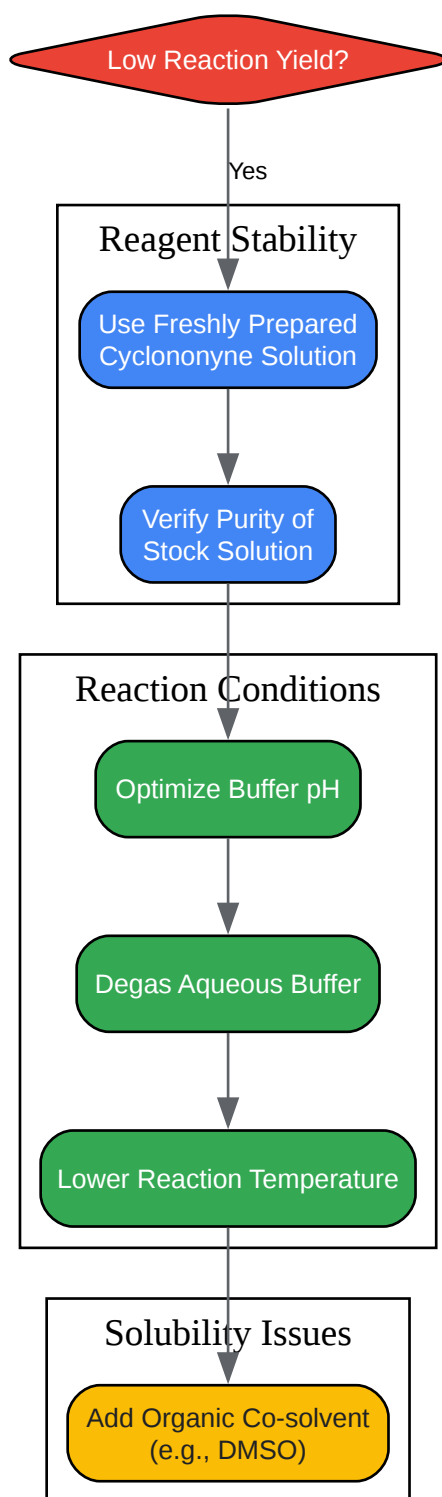 Low Reaction Yield?
Yes
Reagent Stability
Use Freshly Prepared
Cyclononyne Solution
Verify Purity of
Stock Solution
Reaction Conditions
Optimize Buffer pH
Degas Aqueous Buffer
Lower Reaction Temperature
Solubility Issues
Add Organic Co-solvent
(e.g., DMSO)